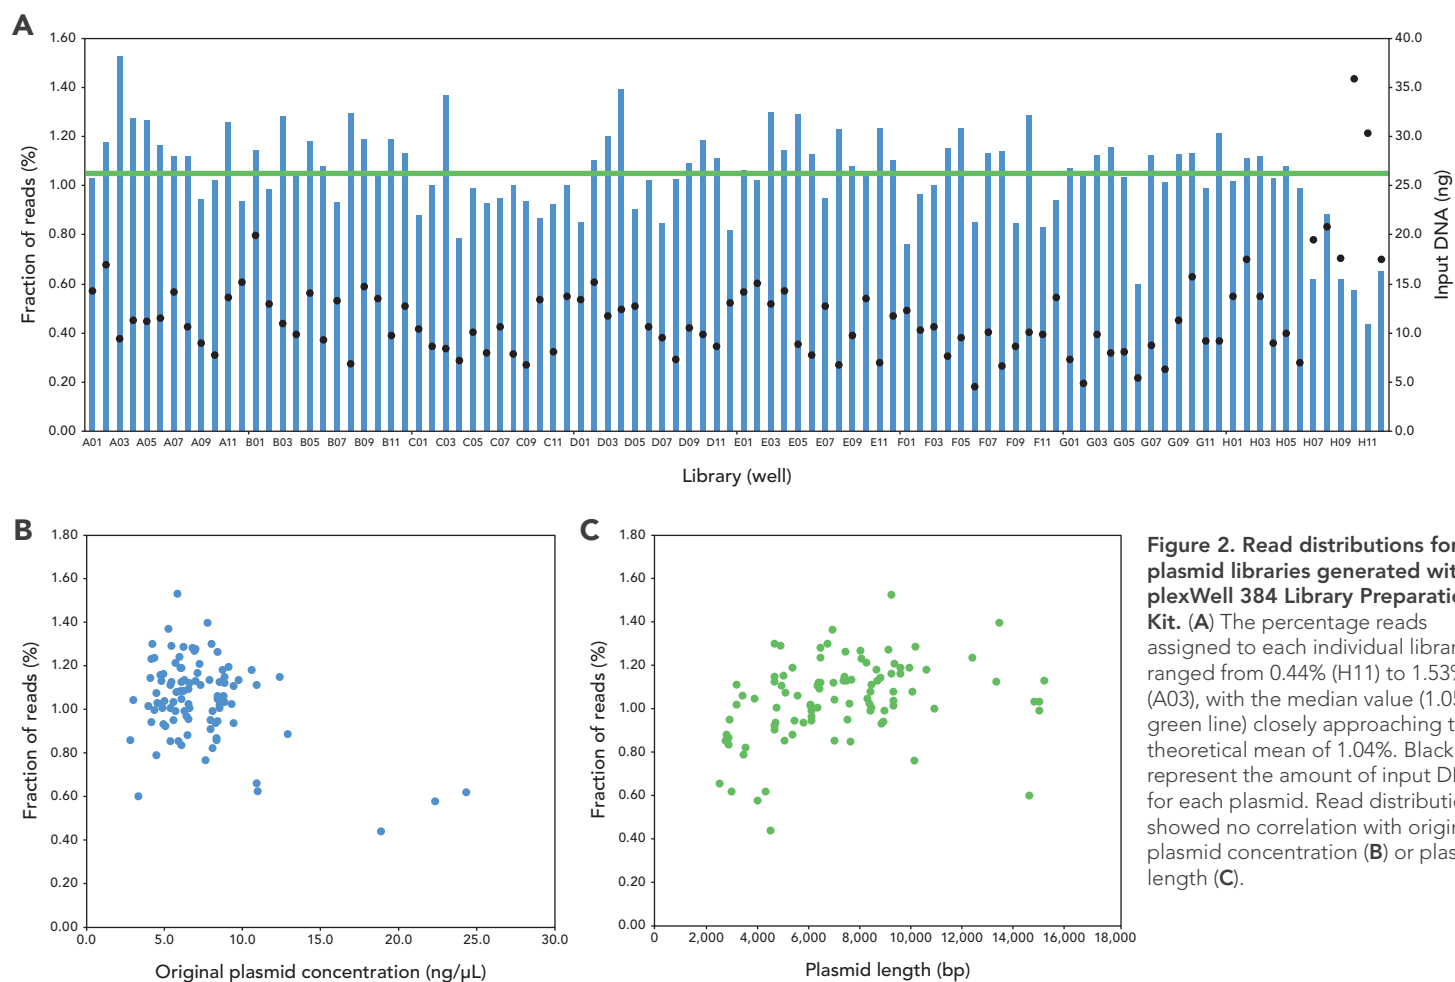 A
1.60
1.40
1.20
1.00
0.80
0.60
0.40
0.20
0.00
Fraction of reads (%)
40.0
35.0
30.0
25.0
20.0
15.0
10.0
5.0
0.0
Input DNA (ng)
A01 A03 A05 A07 A09 A11 B01 B03 B05 B07 B09 B11 C01 C03 C05 C07 C09 C11 D01 D03 D05 D07 D09 D11 E01 E03 E05 E07 E09 E11 F01 F03 F05 F07 F09 F11 G01 G03 G05 G07 G09 G11 H01 H03 H05 H07 H09 H11
Library (well)
B
1.80
1.60
1.40
1.20
1.00
0.80
0.60
0.40
0.20
0.00
Fraction of reads (%)
0.0 5.0 10.0 15.0 20.0 25.0 30.0
Original plasmid concentration (ng/µL)
C
1.80
1.60
1.40
1.20
1.00
0.80
0.60
0.40
0.20
0.00
Fraction of reads (%)
0 2,000 4,000 6,000 8,000 10,000 12,000 14,000 16,000 18,000
Plasmid length (bp)
Figure 2. Read distributions for
plasmid libraries generated
plexWell 384 Library
Kit. (A) The percentage reads
assigned to each individual
ranged from 0.44% (H11) to 1.53%
(A03), with the median value
green line) closely approaching
theoretical mean of 1.04%. Black
represent the amount of input
for each plasmid. Read
showed no correlation with
plasmid concentration (B) or
length (C).